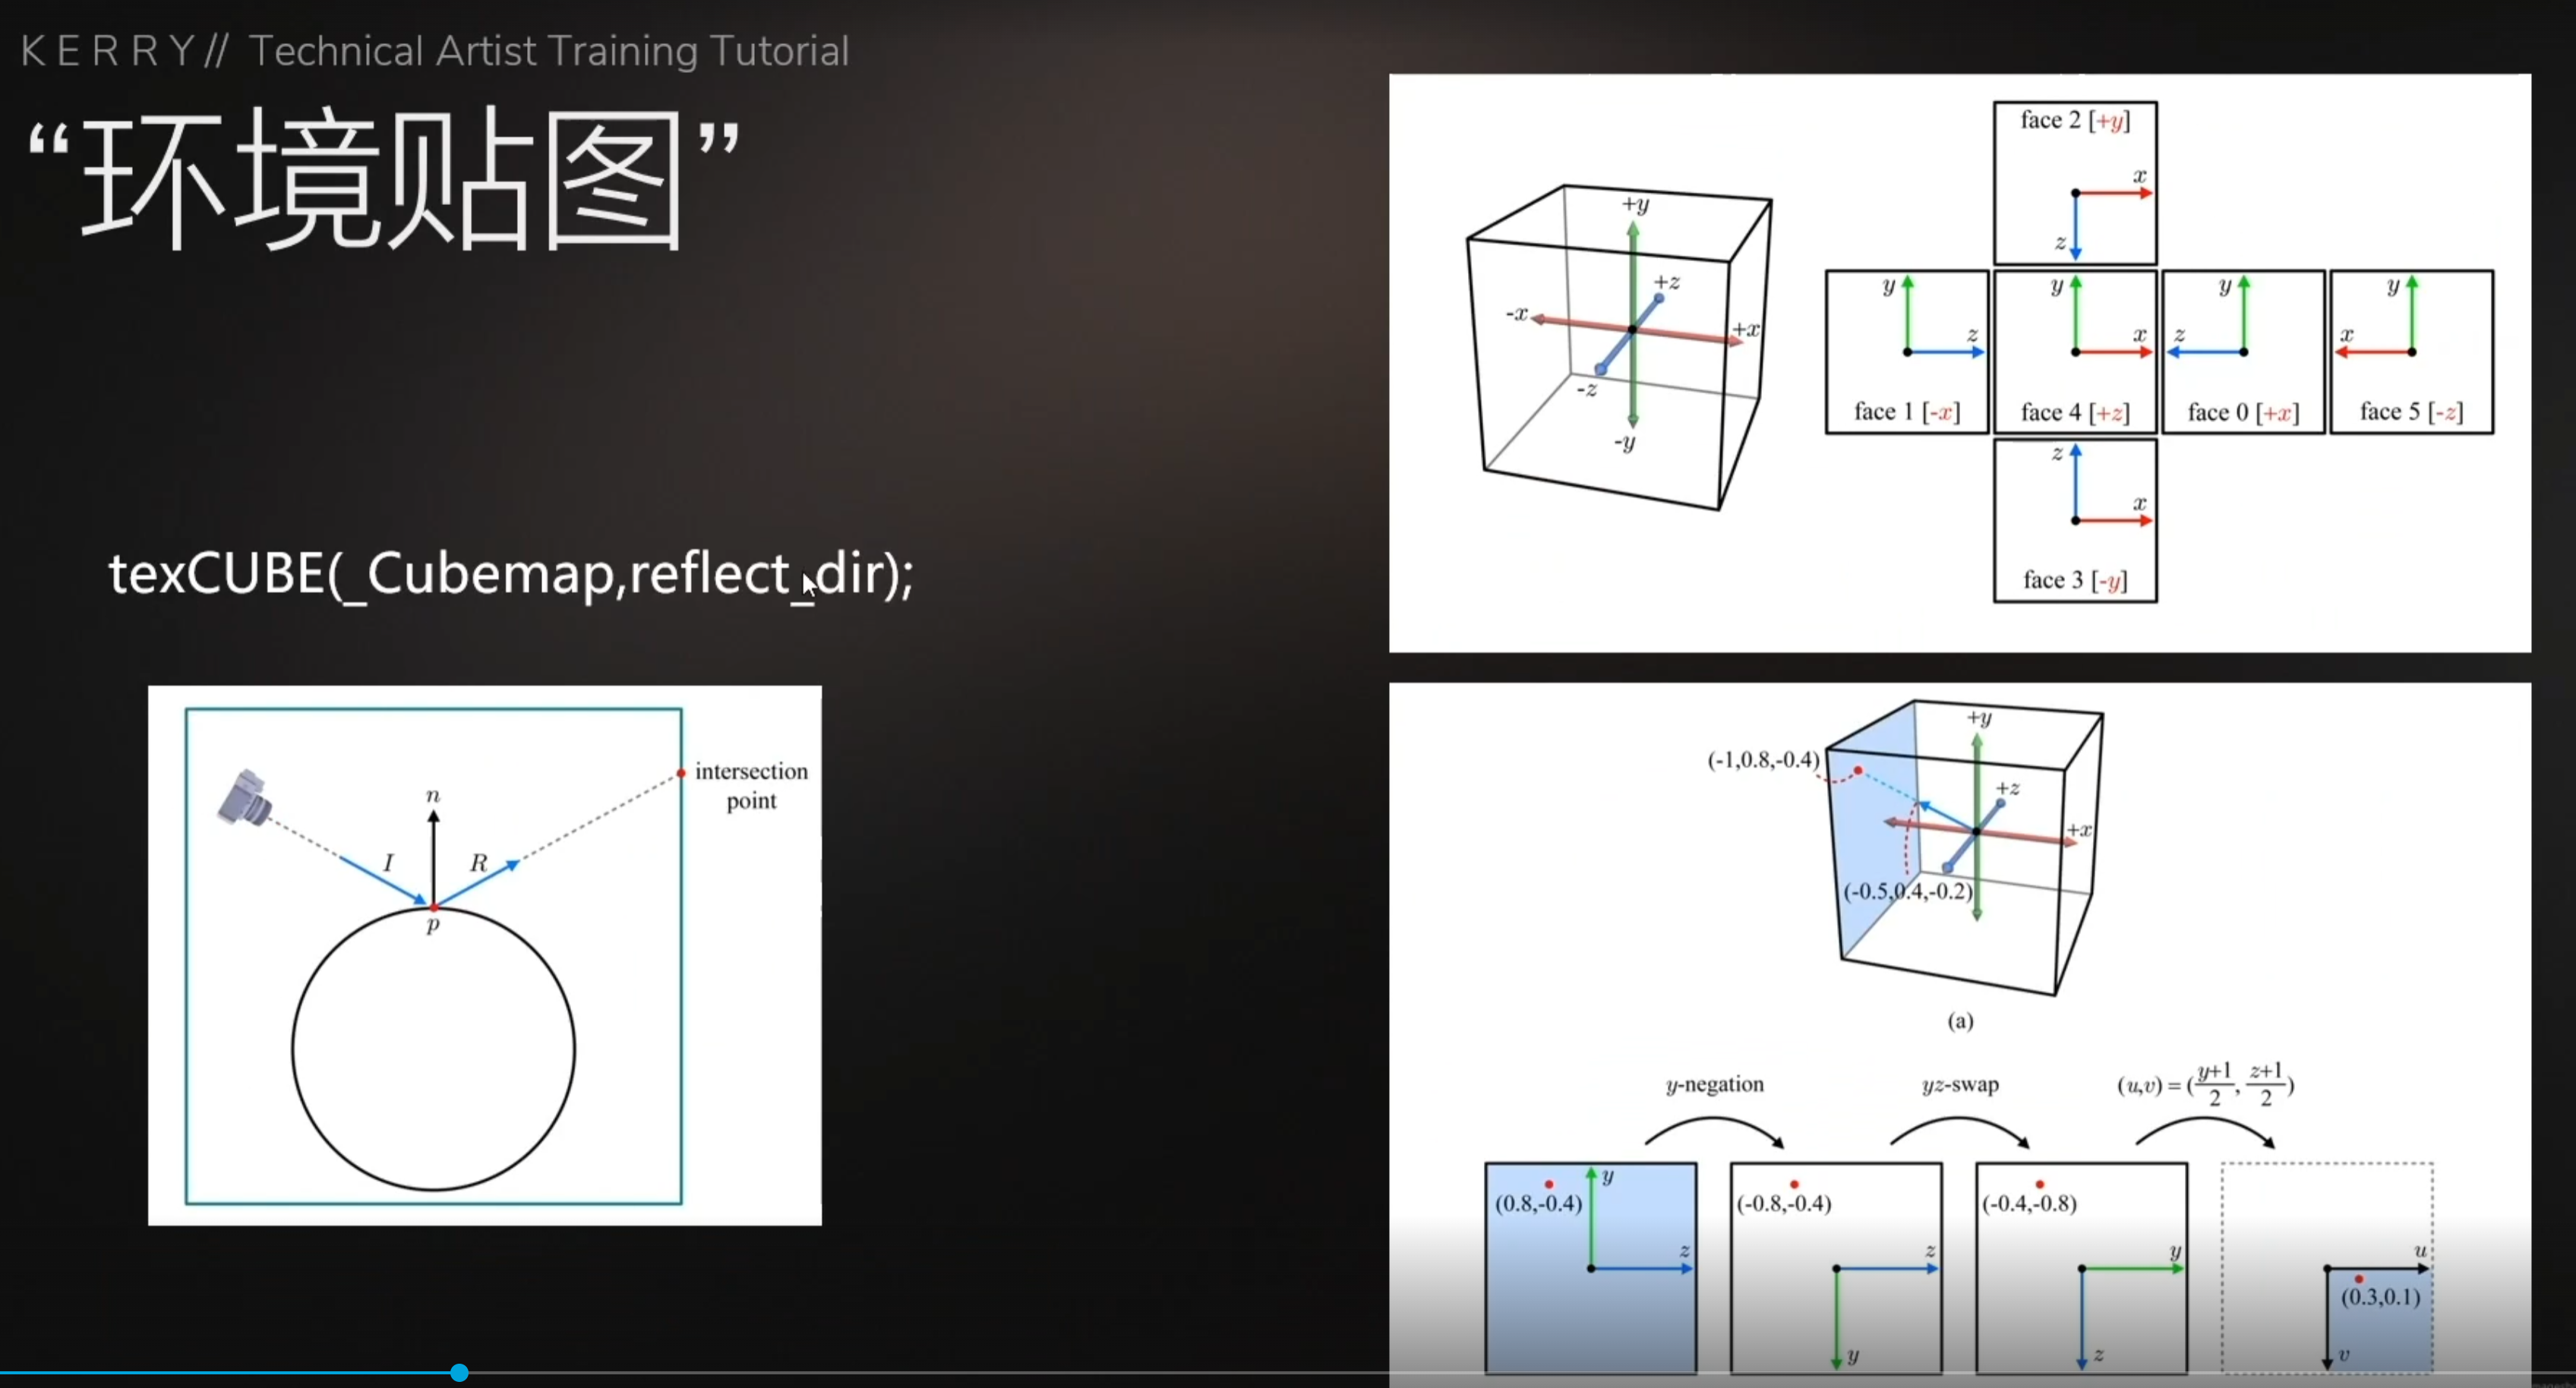 KERRY// Technical Artist Training Tutorial
“环境贴图”
texCUBE(_Cubemap,reflect_dir);
n
I
R
p
intersection
point
+y
+z
-x
+x
-z
-y
face 2 [+y]
x
z
y
z
face 1 [-x]
y
x
face 4 [+z]
y
z
face 0 [+x]
y
x
face 5 [-z]
z
x
face 3 [-y]
+y
(-1,0.8,-0.4)
+z
+x
(-0.5,0.4,-0.2)
(a)
y-negation
yz-swap
(u,v) = (y+1/2, z+1/2)
y
(0.8,-0.4)
z
(-0.8,-0.4)
z
y
(-0.4,-0.8)
y
z
u
(0.3,0.1)
v